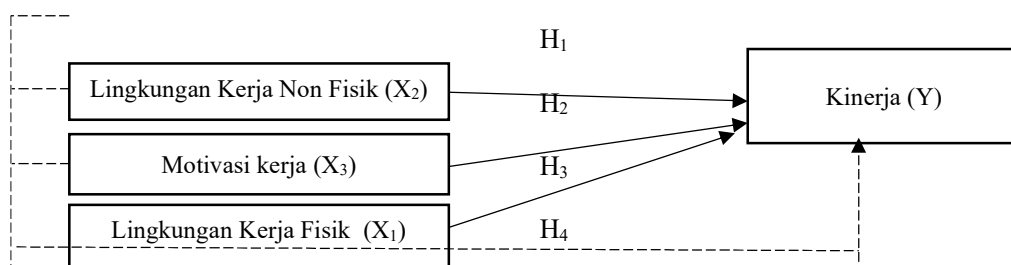 H₁
Lingkungan Kerja Non Fisik (X₂)
Kinerja (Y)
H₂
Motivasi kerja (X₃)
H₃
Lingkungan Kerja Fisik (X₁)
H₄